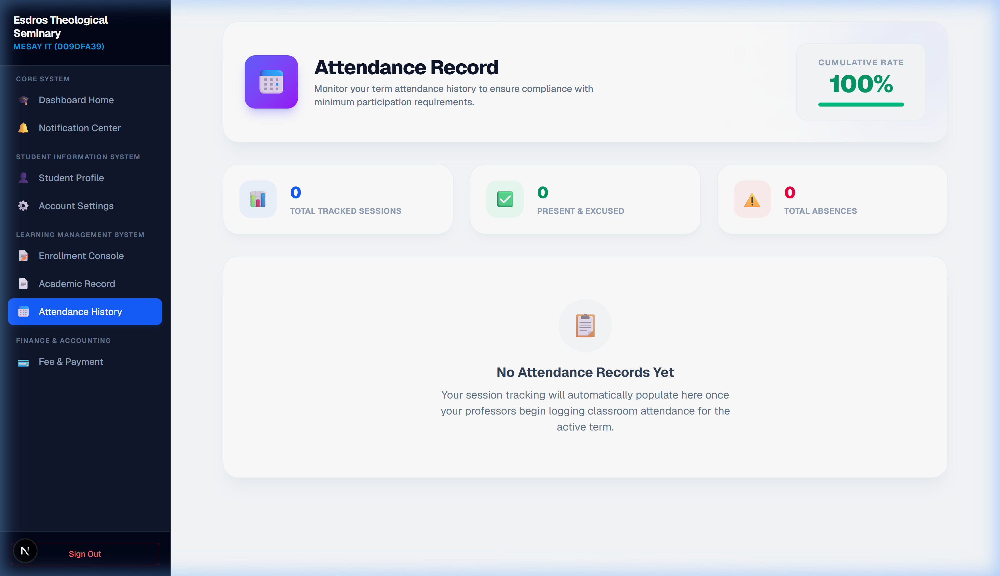 Esdros Theological
Seminary
MESAY IT (009DFA39)
CORE SYSTEM
Dashboard Home
Notification Center
STUDENT INFORMATION SYSTEM
Student Profile
Account Settings
LEARNING MANAGEMENT SYSTEM
Enrollment Console
Academic Record
Attendance History
FINANCE & ACCOUNTING
Fee & Payment
N
Sign Out
Attendance Record
Monitor your term attendance history to ensure compliance with
minimum participation requirements.
CUMULATIVE RATE
100%
0
TOTAL TRACKED SESSIONS
0
PRESENT & EXCUSED
0
TOTAL ABSENCES
No Attendance Records Yet
Your session tracking will automatically populate here once
your professors begin logging classroom attendance for the
active term.